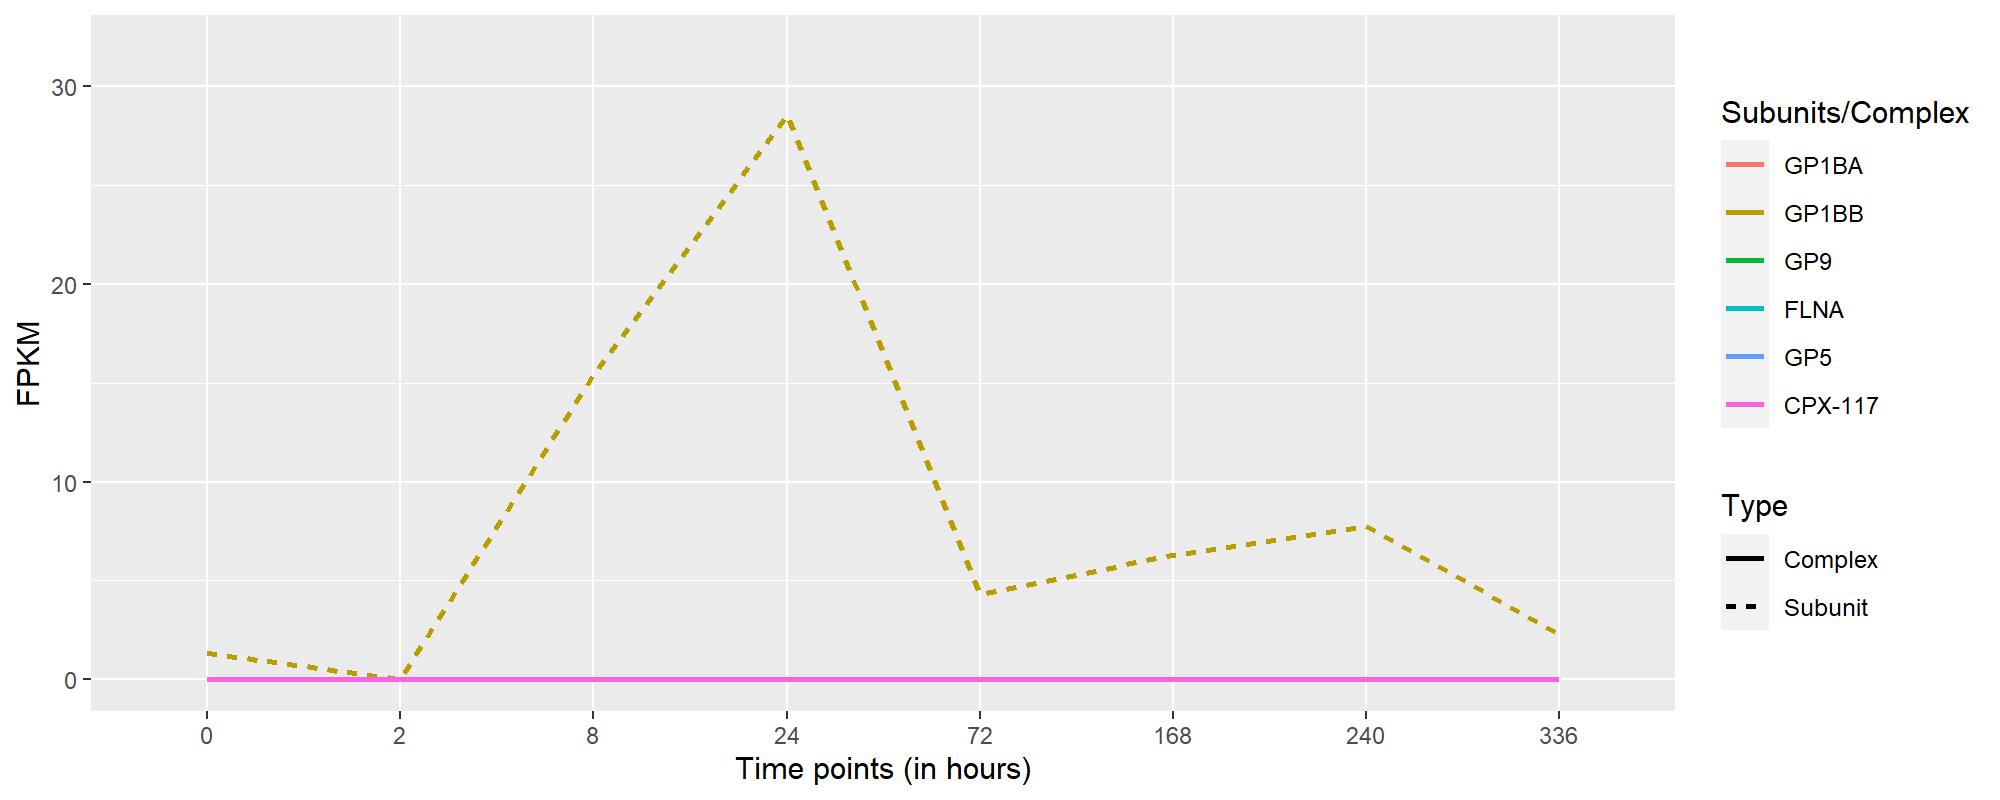 30
20
10
0
FPKM
0 2 8 24 72 168 240 336
Time points (in hours)
Subunits/Complex
GP1BA
GP1BB
GP9
FLNA
GP5
CPX-117
Type
Complex
Subunit